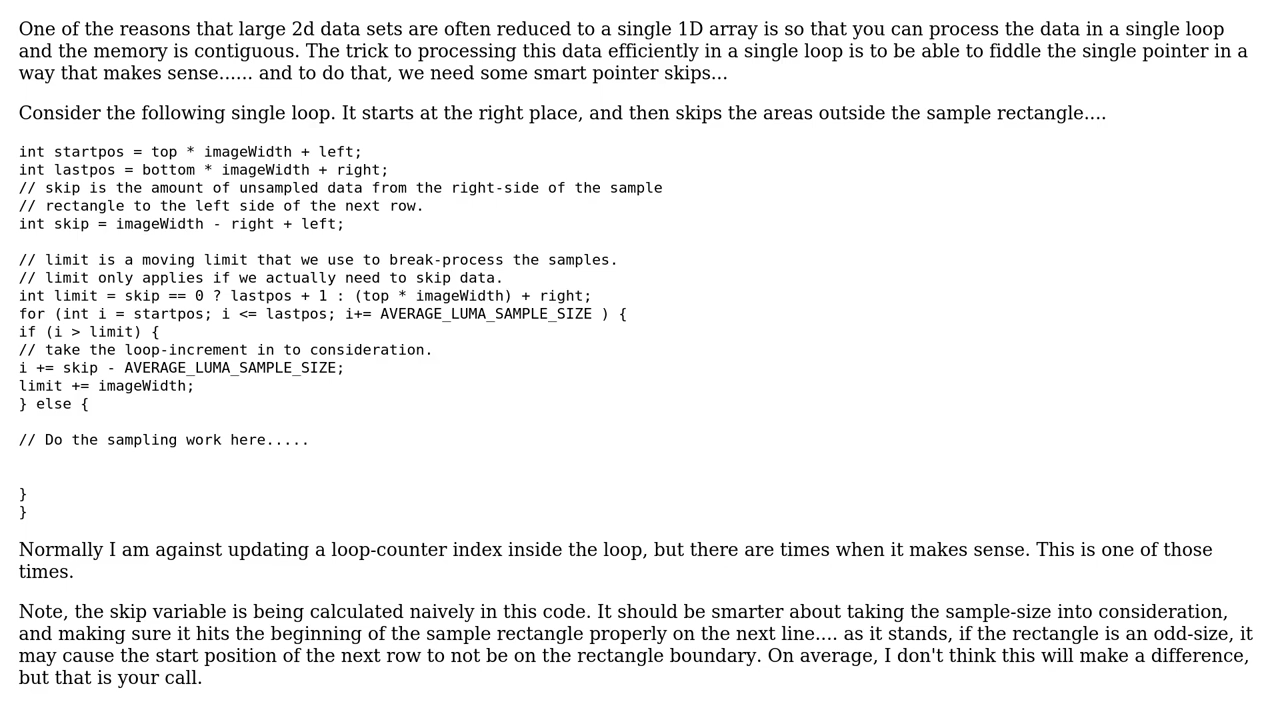 One of the reasons that large 2d data sets are often reduced to a single 1D array is so that you can process the data in a single loop
and the memory is contiguous. The trick to processing this data efficiently in a single loop is to be able to fiddle the single pointer in a
way that makes sense...... and to do that, we need some smart pointer skips...
Consider the following single loop. It starts at the right place, and then skips the areas outside the sample rectangle....
int startpos = top * imageWidth + left;
int lastpos = bottom * imageWidth + right;
// skip is the amount of unsampled data from the right-side of the sample
// rectangle to the left side of the next row.
int skip = imageWidth - right + left;
// limit is a moving limit that we use to break-process the samples.
// limit only applies if we actually need to skip data.
int limit = skip == 0 ? lastpos + 1 : (top * imageWidth) + right;
for (int i = startpos; i <= lastpos; i+= AVERAGE_LUMA_SAMPLE_SIZE ) {
if (i > limit) {
// take the loop-increment in to consideration.
i += skip - AVERAGE_LUMA_SAMPLE_SIZE;
limit += imageWidth;
} else {
// Do the sampling work here.....
}
}
Normally I am against updating a loop-counter index inside the loop, but there are times when it makes sense. This is one of those
times.
Note, the skip variable is being calculated naively in this code. It should be smarter about taking the sample-size into consideration,
and making sure it hits the beginning of the sample rectangle properly on the next line.... as it stands, if the rectangle is an odd-size, it
may cause the start position of the next row to not be on the rectangle boundary. On average, I don't think this will make a difference,
but that is your call.